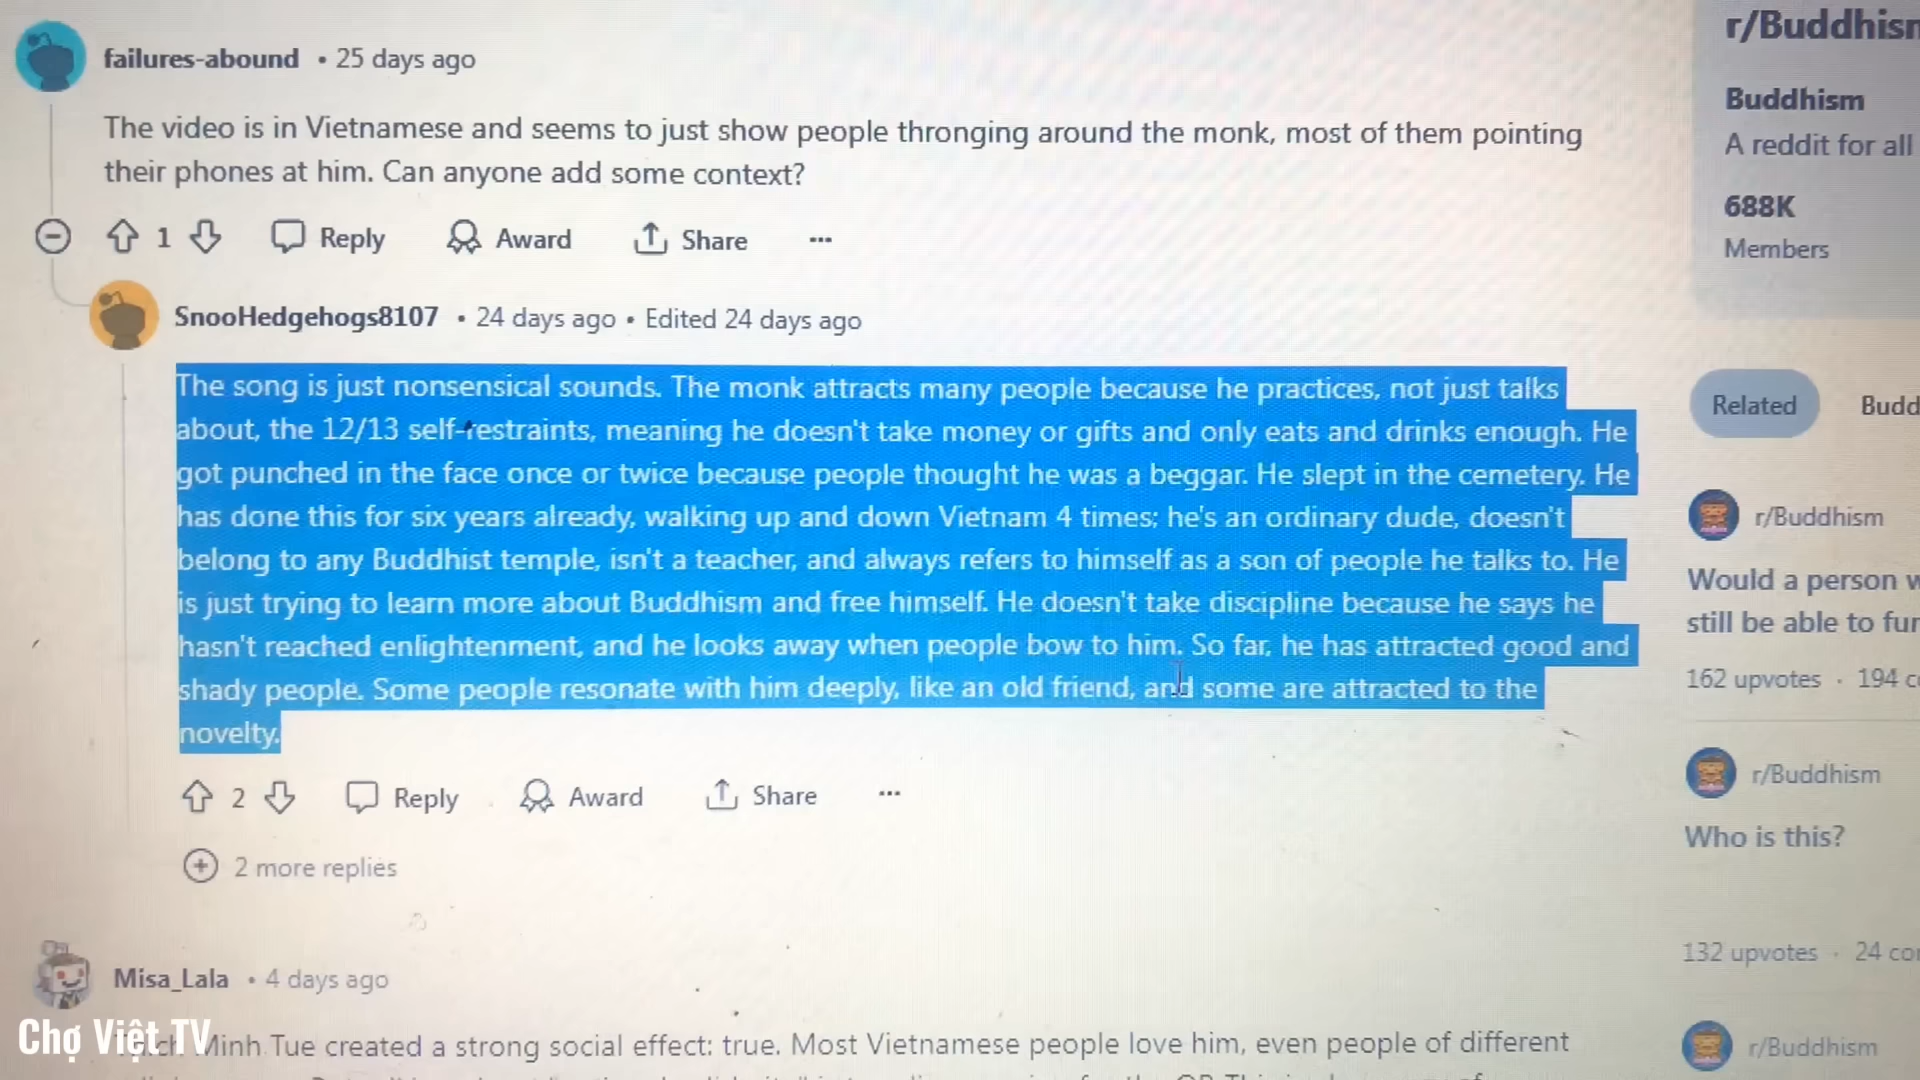 failures-abound • 25 days ago
The video is in Vietnamese and seems to just show people thronging around the monk, most of them pointing
their phones at him. Can anyone add some context?
1 Reply Award Share ...
SnooHedgehogs8107 • 24 days ago • Edited 24 days ago
The song is just nonsensical sounds. The monk attracts many people because he practices, not just talks
about, the 12/13 self-restraints, meaning he doesn't take money or gifts and only eats and drinks enough. He
got punched in the face once or twice because people thought he was a beggar. He slept in the cemetery. He
has done this for six years already, walking up and down Vietnam 4 times; he's an ordinary dude, doesn't
belong to any Buddhist temple, isn't a teacher, and always refers to himself as a son of people he talks to. He
is just trying to learn more about Buddhism and free himself. He doesn't take discipline because he says he
hasn't reached enlightenment, and he looks away when people bow to him. So far, he has attracted good and
shady people. Some people resonate with him deeply, like an old friend, and some are attracted to the
novelty.
2 Reply Award Share ...
2 more replies
Misa_Lala • 4 days ago
Minh Tue created a strong social effect: true. Most Vietnamese people love him, even people of different
Chợ Việt TV
r/Buddhism
Buddhism
A reddit for all
688K
Members
Related Budd
r/Buddhism
Would a person
still be able to
162 upvotes · 194
r/Buddhism
Who is this?
132 upvotes · 24
r/Buddhism